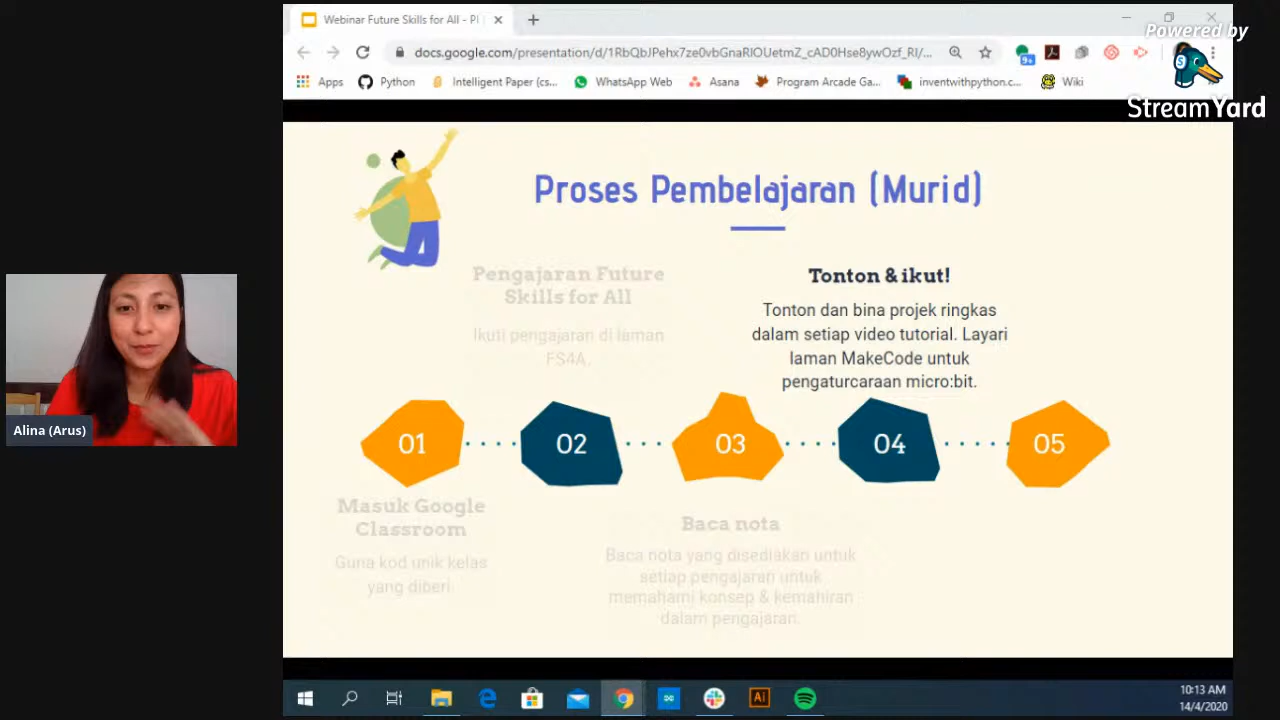 Webinar Future Skills for All - Pl
docs.google.com/presentation/d/1RbQbJPehx7ze0vbGnaRlOUetmZ_cAD0Hse8ywOzf_RI/...
9+
Powered by
S
StreamYard
Apps
Python
Intelligent Paper (cs...
WhatsApp Web
Asana
Program Arcade Ga...
inventwithpython.c...
Wiki
Proses Pembelajaran (Murid)
Pengajaran Future
Skills for All
Ikuti pengajaran di laman
FS4A.
Tonton & ikut!
Tonton dan bina projek ringkas
dalam setiap video tutorial. Layari
laman MakeCode untuk
pengaturcaraan micro:bit.
01
02
03
04
05
Masuk Google
Classroom
Guna kod unik kelas
yang diberi
Baca nota
Baca nota yang disediakan untuk
setiap pengajaran untuk
memahami konsep & kemahiran
dalam pengajaran.
Alina (Arus)
Ai
10:13 AM
14/4/2020